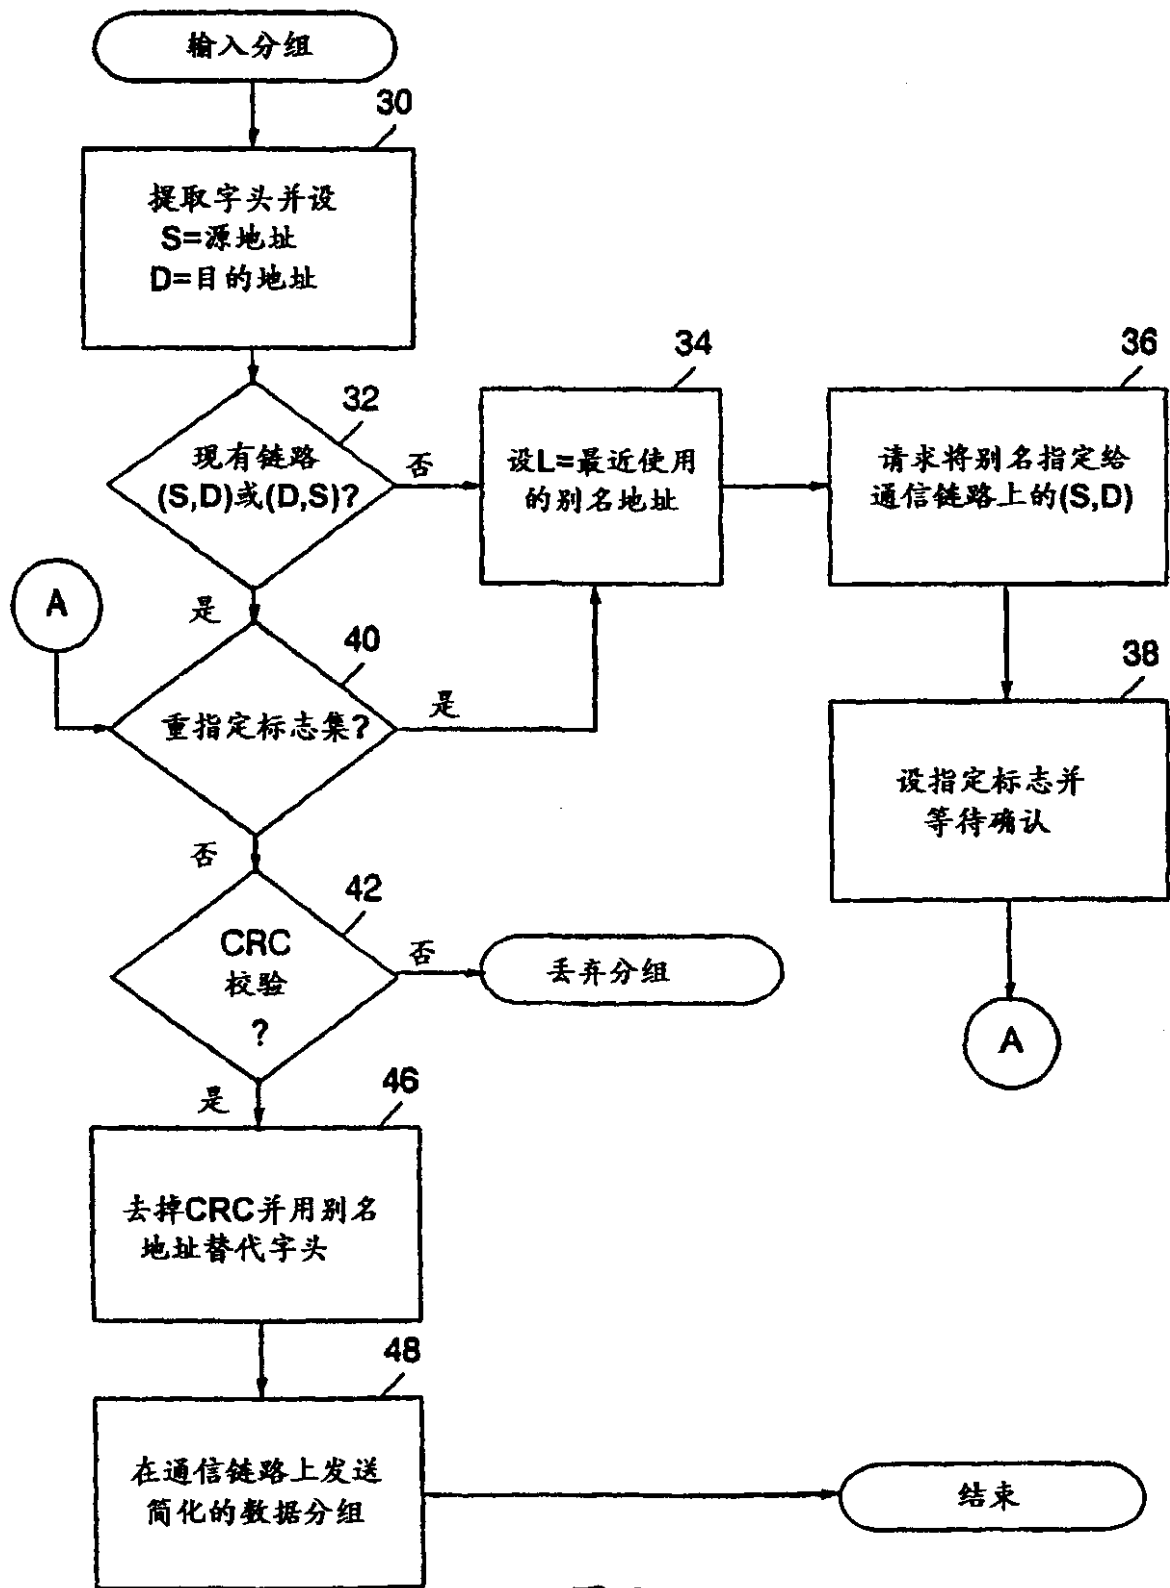 输入分组
30
提取字头并设
S=源地址
D=目的地址
32
现有链路
(S,D)或(D,S)?
否
34
设L=最近使用
的别名地址
36
请求将别名指定给
通信链路上的(S,D)
38
设指定标志并
等待确认
A
A
是
40
重指定标志集?
是
否
42
CRC
校验
?
否
丢弃分组
是
46
去掉CRC并用别名
地址替代字头
48
在通信链路上发送
简化的数据分组
结束